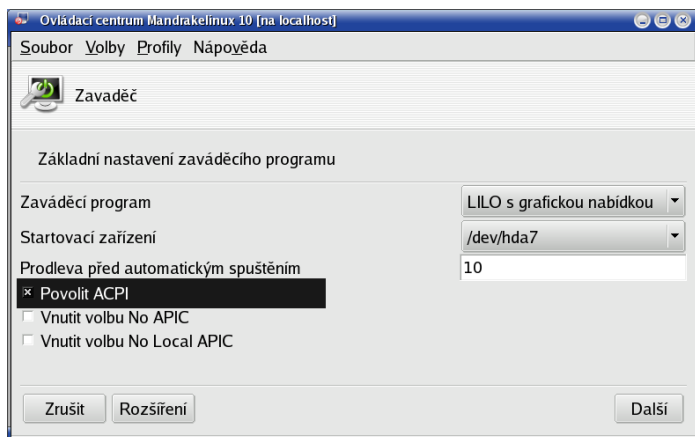 Ovládací centrum Mandrakelinux 10 [na localhost]
Soubor Volby Profily Nápověda
Zavaděč
Základní nastavení zaváděcího programu
Zaváděcí program LILO s grafickou nabídkou
Startovací zařízení /dev/hda7
Prodleva před automatickým spuštěním 10
Povolit ACPI
Vnutit volbu No APIC
Vnutit volbu No Local APIC
Zrušit Rozšíření Další